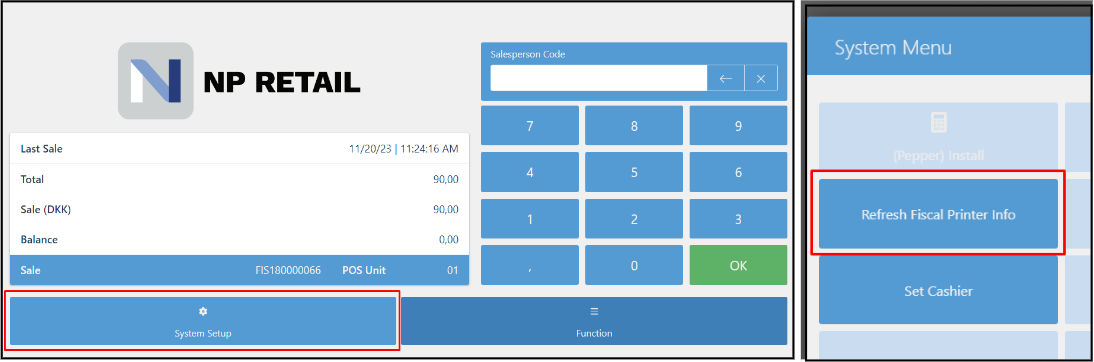 NP RETAIL
Last Sale 11/20/23 | 11:24:16 AM
Total 90,00
Sale (DKK) 90,00
Balance 0,00
Sale FIS180000066 POS Unit 01
System Setup
Function
Salesperson Code
7 8 9
4 5 6
1 2 3
, 0 OK
System Menu
(Pepper) Install
Refresh Fiscal Printer Info
Set Cashier